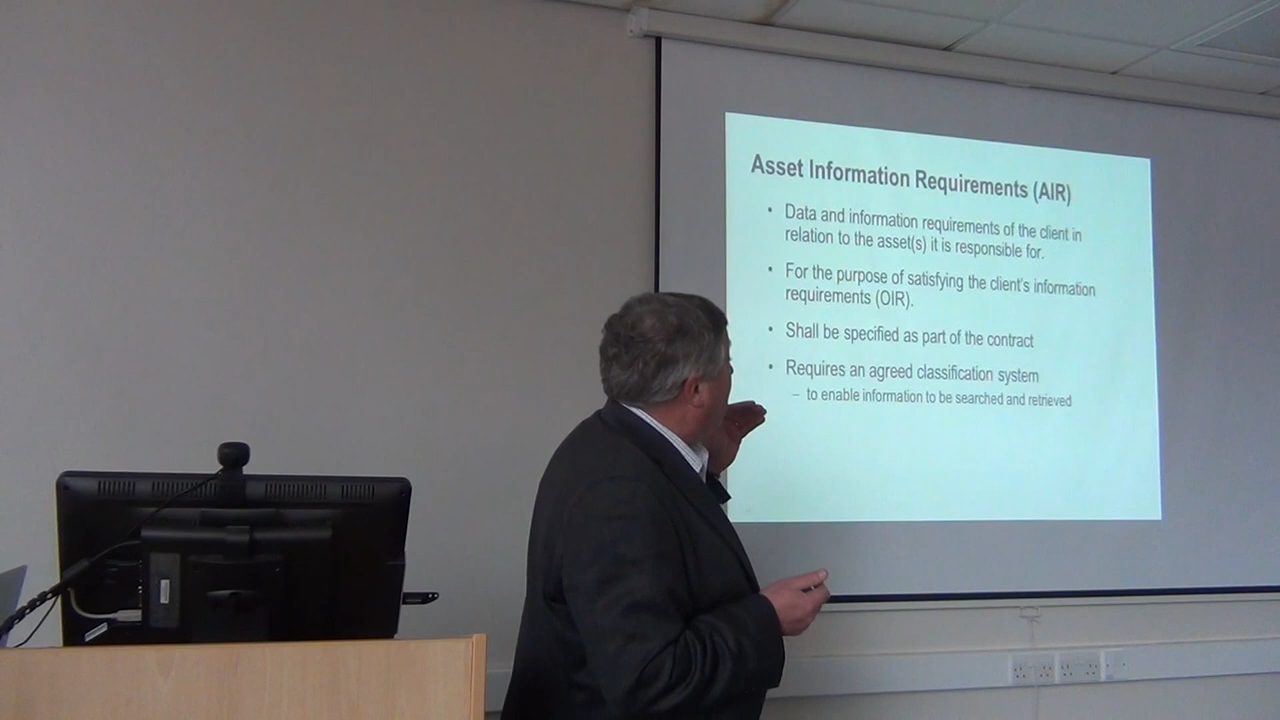 Asset Information Requirements (AIR)
• Data and information requirements of the client in
relation to the asset(s) it is responsible for.
• For the purpose of satisfying the client's information
requirements (OIR).
• Shall be specified as part of the contract
• Requires an agreed classification system
– to enable information to be searched and retrieved